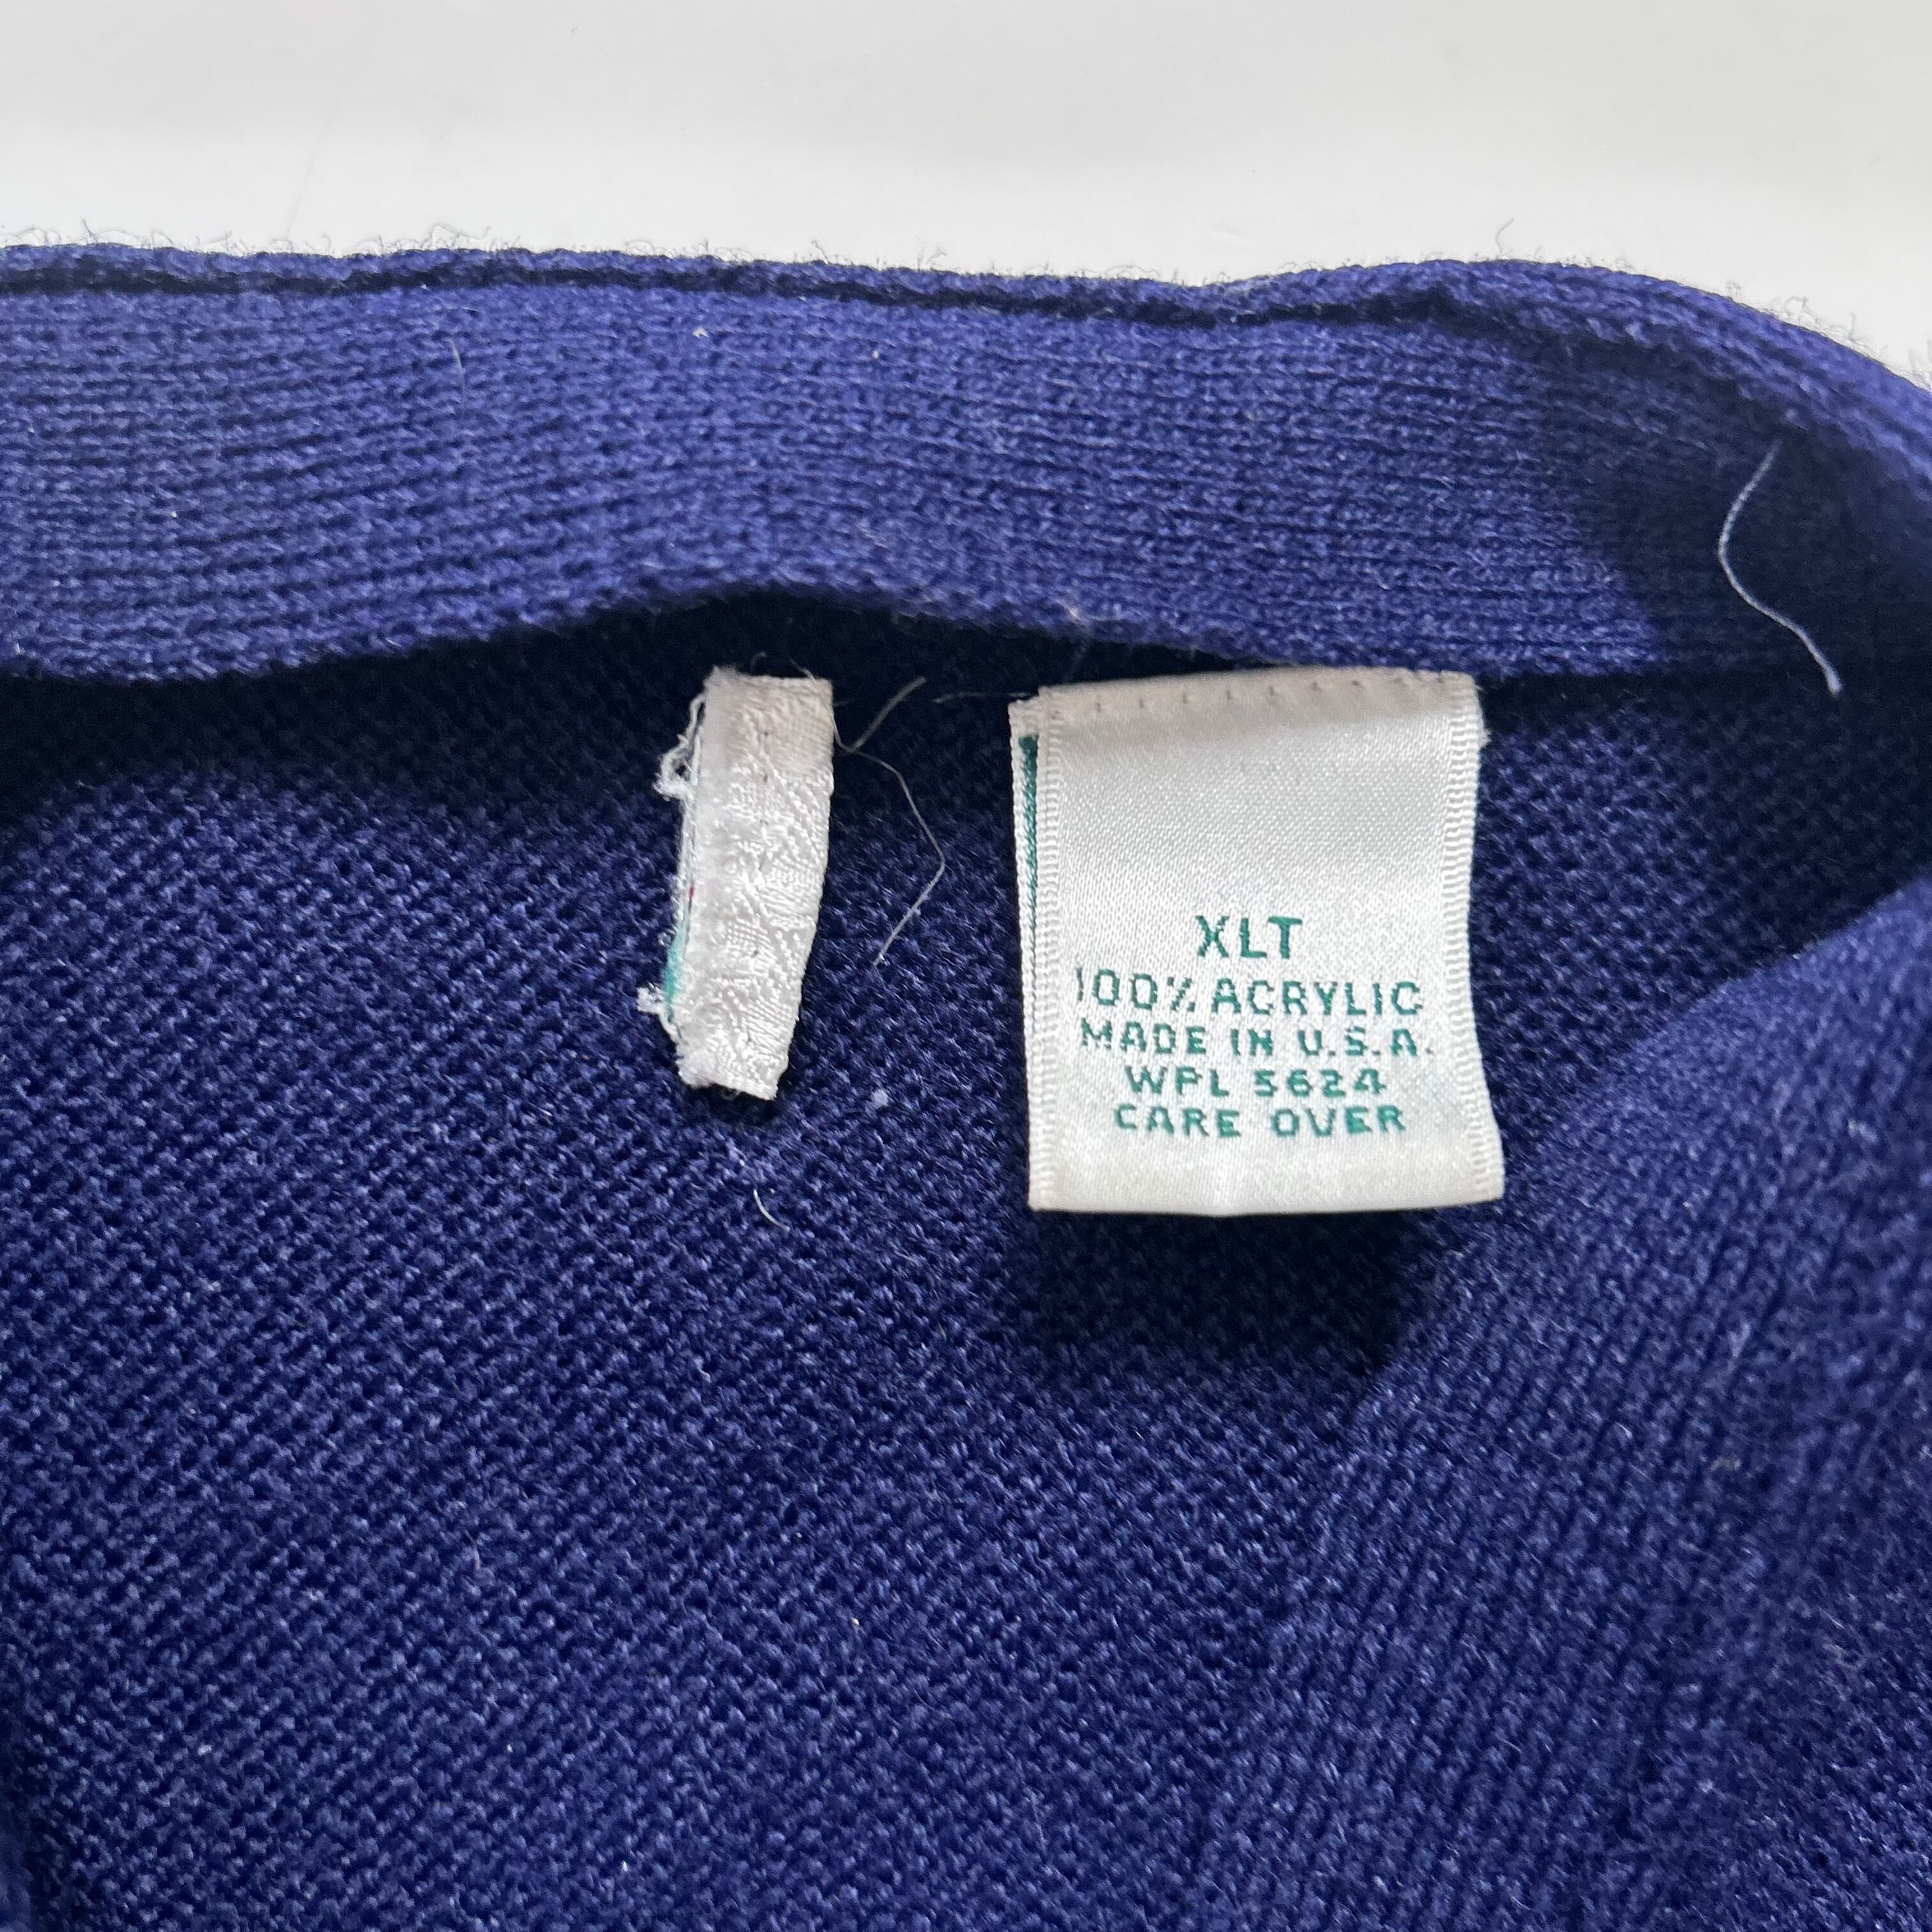 XLT
100% ACRYLIC
MADE IN U.S.A.
WPL 5624
CARE OVER